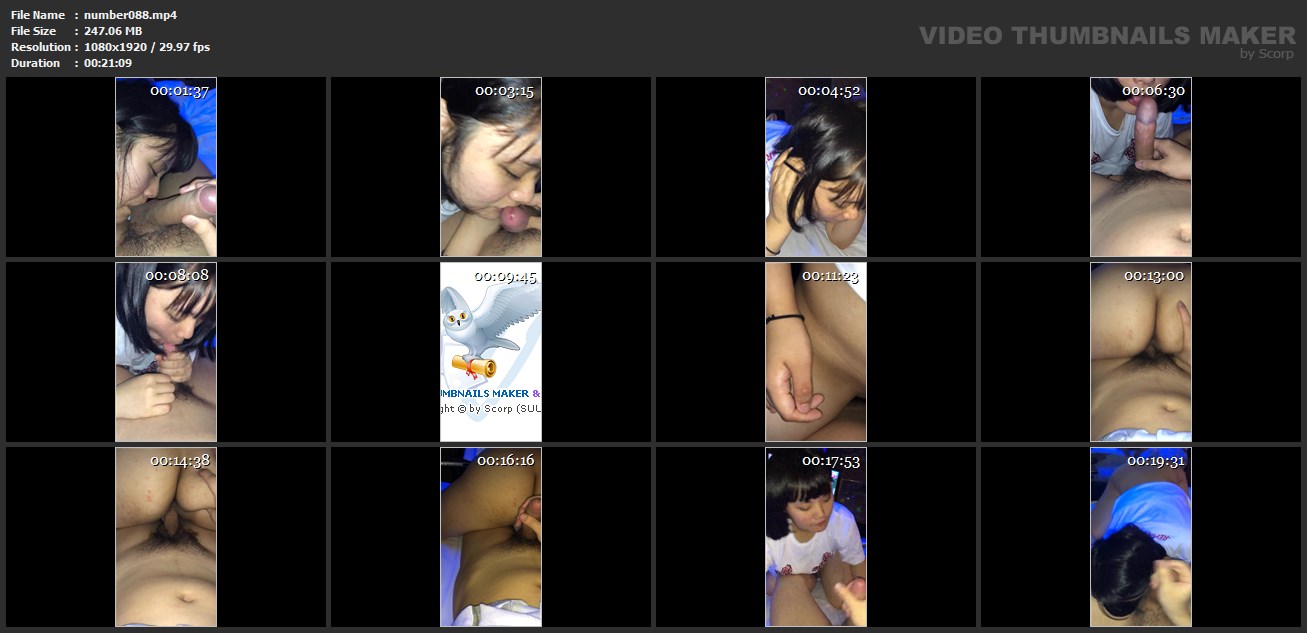 File Name : number088.mp4
File Size : 247.06 MB
Resolution : 1080x1920 / 29.97 fps
Duration : 00:21:09
VIDEO THUMBNAILS MAKER
by Scorp
00:01:37
00:03:15
00:04:52
00:06:30
00:08:08
00:09:45
UMBNAILS MAKER &
ght © by Scorp (SUU
00:11:23
00:13:00
00:14:38
00:16:16
00:17:53
00:19:31